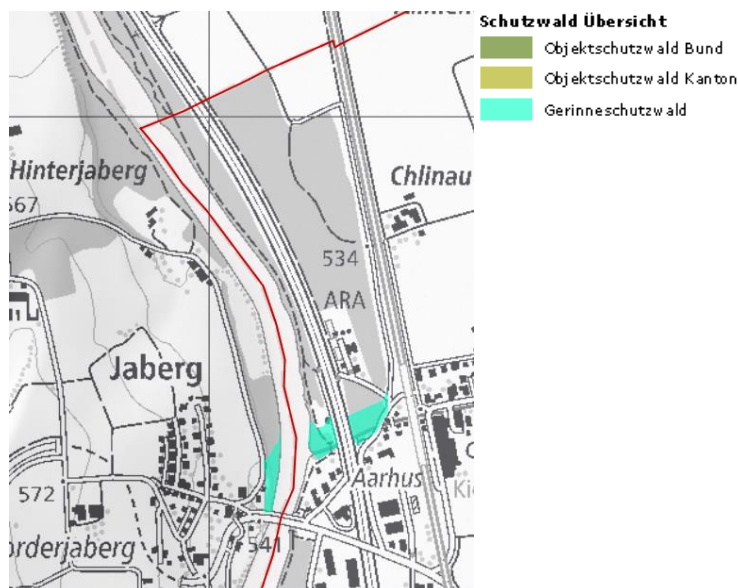 Schutzwald Übersicht
Objektschutzwald Bund
Objektschutzwald Kanton
Gerinneschutzwald
Hinterjaberg
567
Chlinau
534
ARA
Jaberg
Aarhus
572
541
orderjaberg